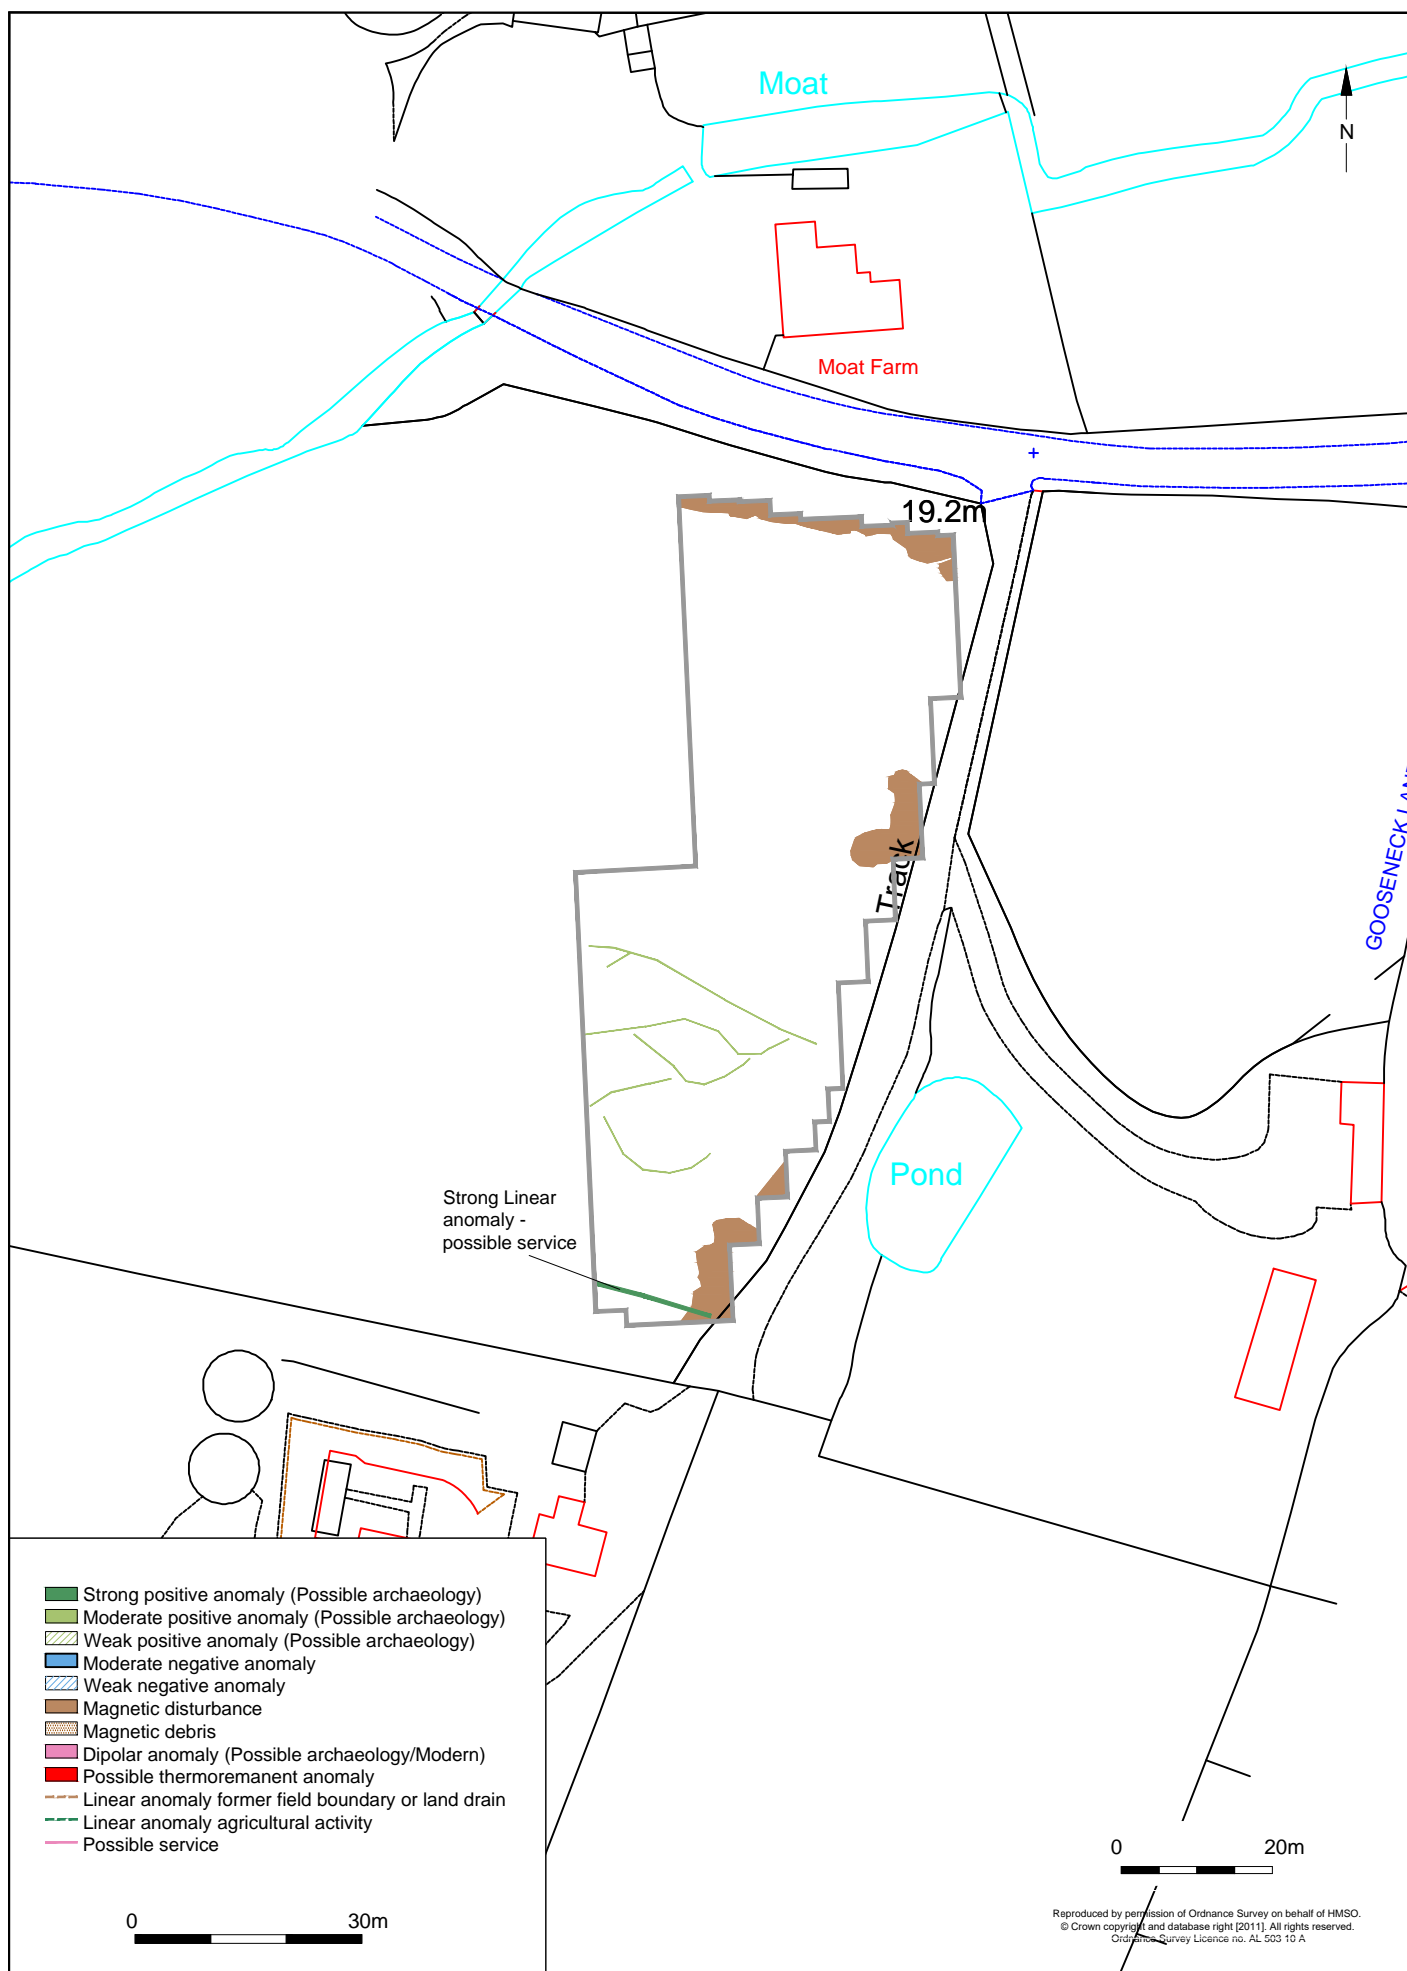 Moat
N
Moat Farm
19.2m
Track
GOOSENECK
Pond
Strong Linear
anomaly -
possible service
Strong positive anomaly (Possible archaeology)
Moderate positive anomaly (Possible archaeology)
Weak positive anomaly (Possible archaeology)
Moderate negative anomaly
Weak negative anomaly
Magnetic disturbance
Magnetic debris
Dipolar anomaly (Possible archaeology/Modern)
Possible thermoremanent anomaly
Linear anomaly former field boundary or land drain
Linear anomaly agricultural activity
Possible service
0 30m
0 20m
Reproduced by permission of Ordnance Survey on behalf of HMSO.
© Crown copyright and database right [2011]. All rights reserved.
Ordnance Survey Licence no. AL 503 10 A